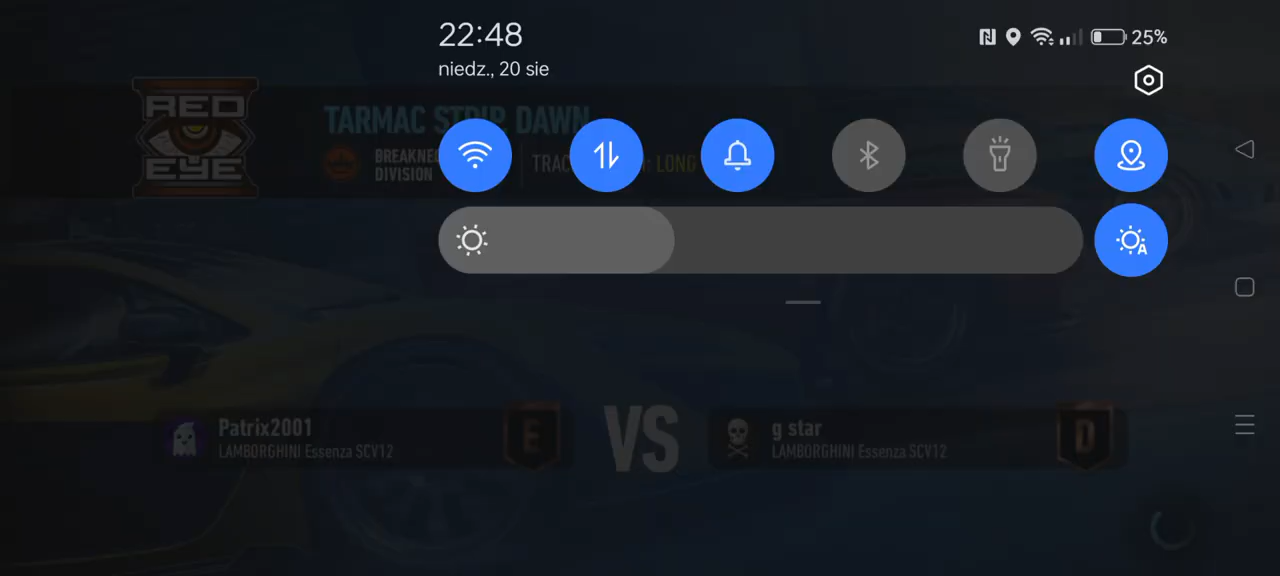 22:48
25%
niedz., 20 sie
RED
EYE
TARMAC STRIP, DAWN
BREAKNE
DIVISION
TRAC
: LONG
A
Patrix2001
LAMBORGHINI Essenza SCV12
E
VS
g star
LAMBORGHINI Essenza SCV12
D